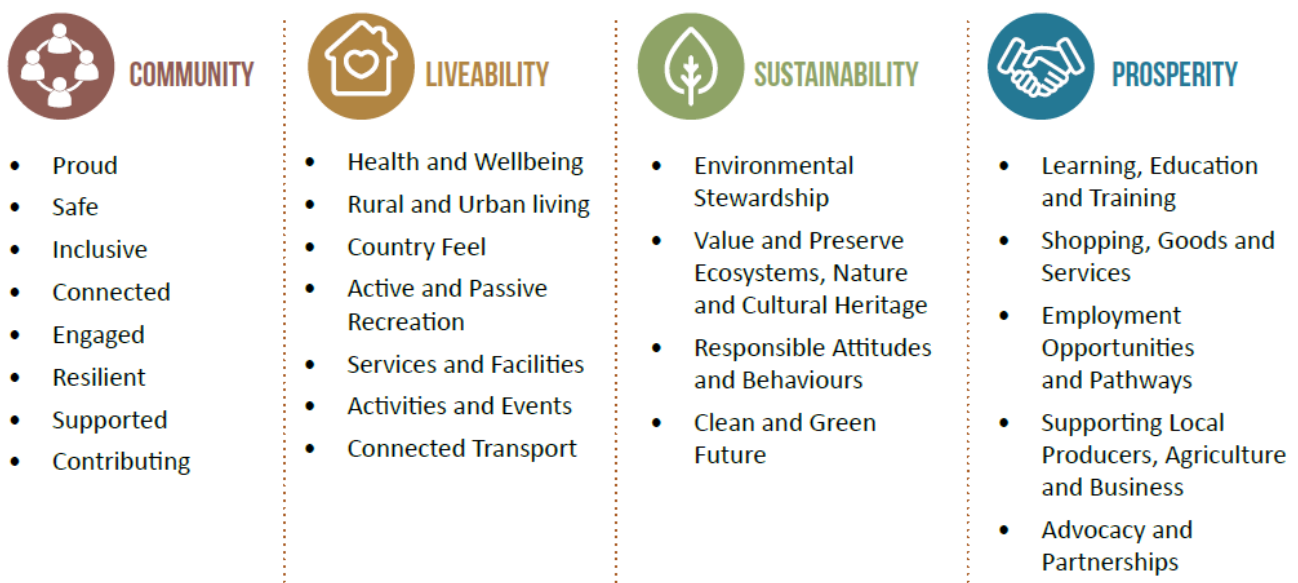 COMMUNITY
• Proud
• Safe
• Inclusive
• Connected
• Engaged
• Resilient
• Supported
• Contributing
LIVEABILITY
• Health and Wellbeing
• Rural and Urban living
• Country Feel
• Active and Passive
Recreation
• Services and Facilities
• Activities and Events
• Connected Transport
SUSTAINABILITY
• Environmental
Stewardship
• Value and Preserve
Ecosystems, Nature
and Cultural Heritage
• Responsible Attitudes
and Behaviours
• Clean and Green
Future
PROSPERITY
• Learning, Education
and Training
• Shopping, Goods and
Services
• Employment
Opportunities
and Pathways
• Supporting Local
Producers, Agriculture
and Business
• Advocacy and
Partnerships